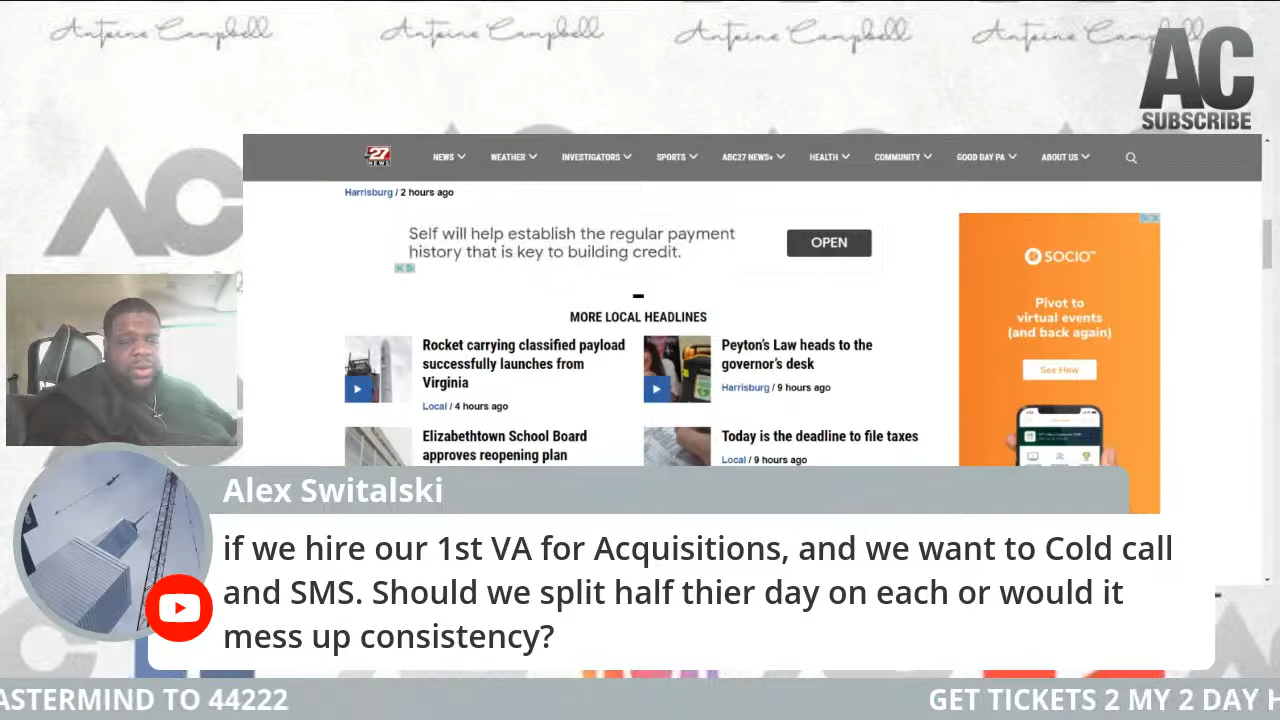 Antoine Campbell Antoine Campbell Antoine Campbell Antoine Campbell
AC
SUBSCRIBE
27
NEWS
NEWS WEATHER INVESTIGATORS SPORTS ABC27 NEWS+ HEALTH COMMUNITY GOOD DAY PA ABOUT US
Harrisburg / 2 hours ago
Self will help establish the regular payment
history that is key to building credit.
OPEN
MORE LOCAL HEADLINES
Rocket carrying classified payload
successfully launches from
Virginia
Local / 4 hours ago
Peyton's Law heads to the
governor's desk
Harrisburg / 9 hours ago
Elizabethtown School Board
approves reopening plan
Today is the deadline to file taxes
Local / 9 hours ago
SOCIO™
Pivot to
virtual events
(and back again)
See How
AC
Alex Switalski
if we hire our 1st VA for Acquisitions, and we want to Cold call
and SMS. Should we split half thier day on each or would it
mess up consistency?
ASTERMIND TO 44222
GET TICKETS 2 MY 2 DAY H